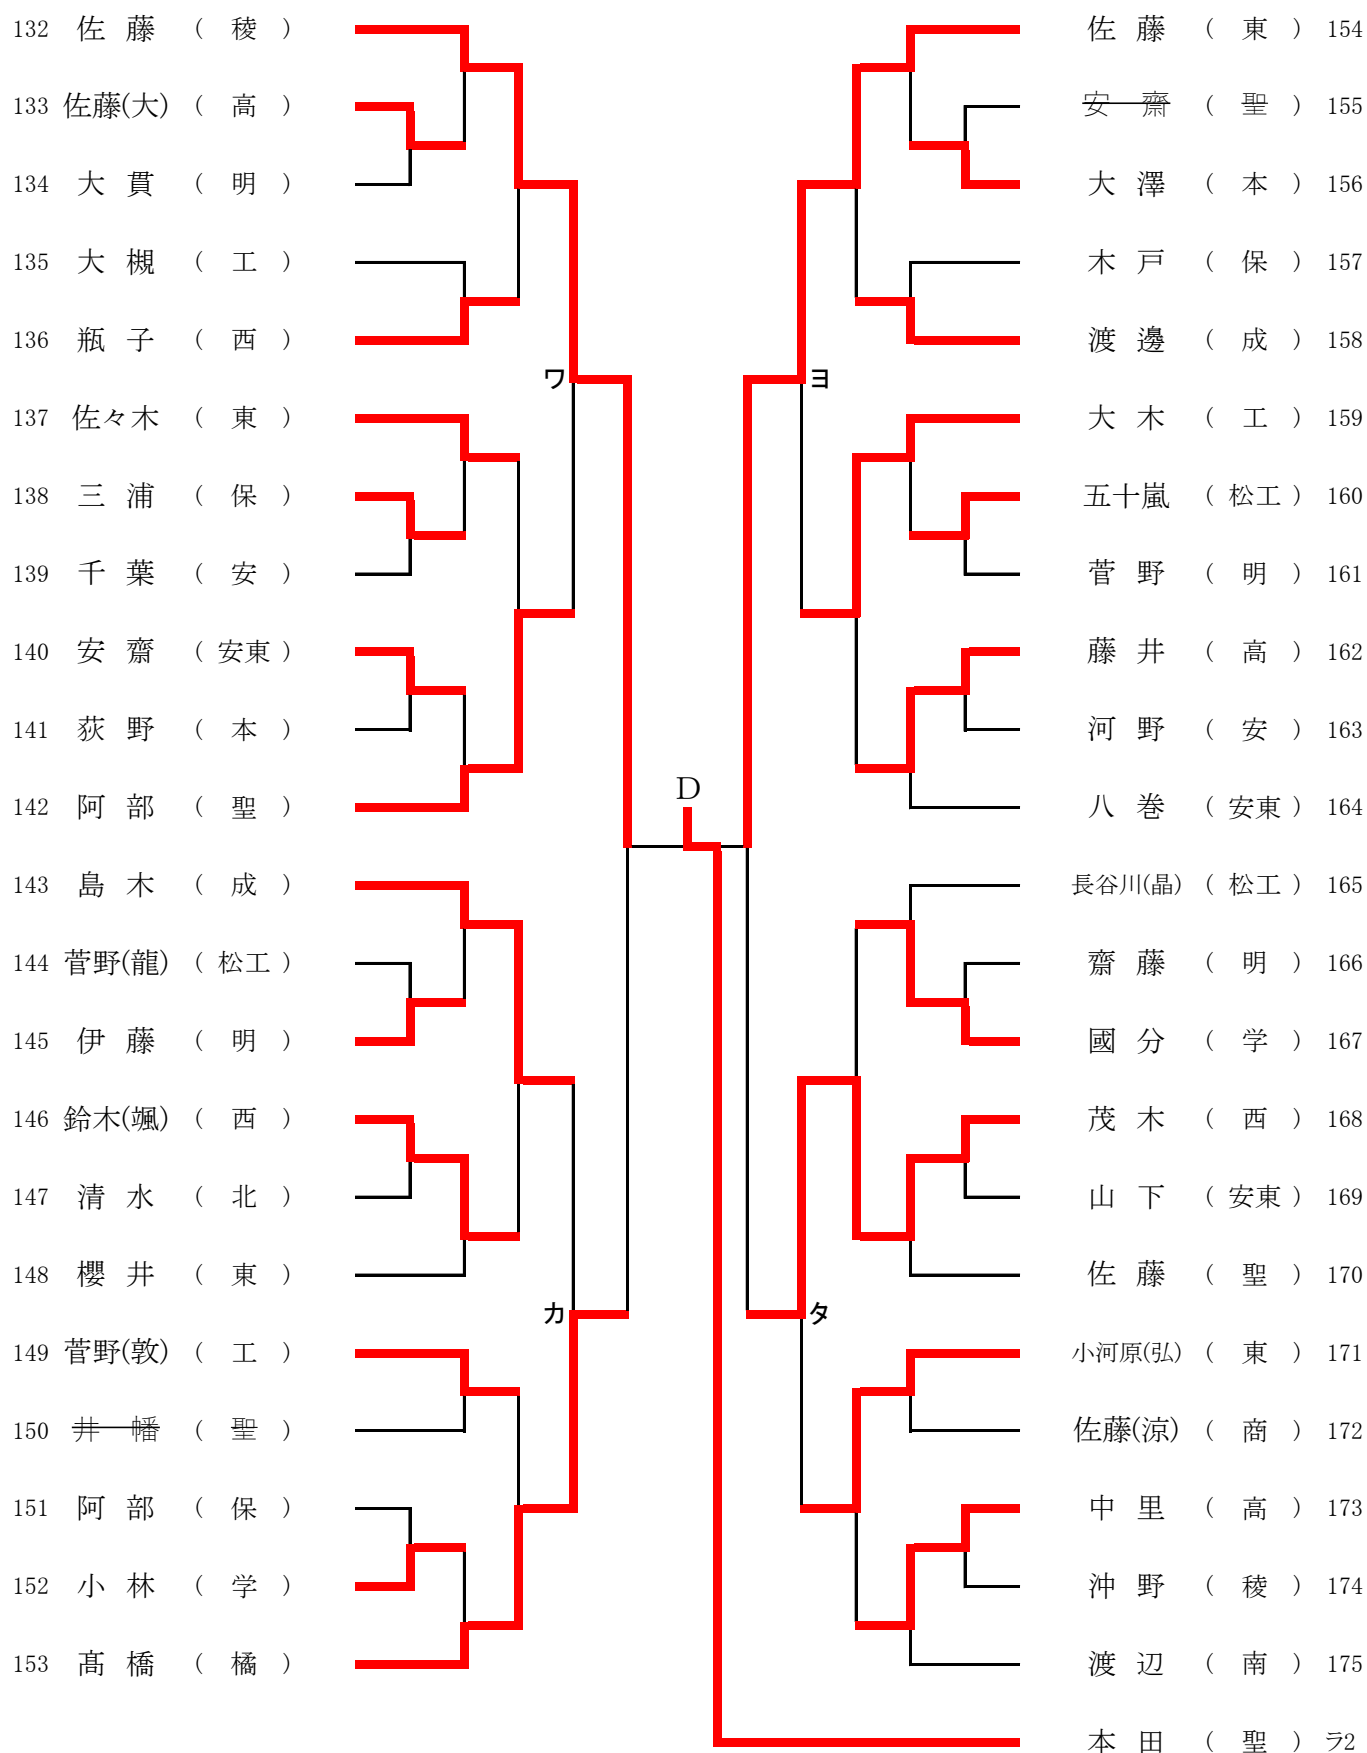 132 佐藤 (稜)
133 佐藤(大) (高)
134 大貫 (明)
135 大槻 (工)
136 瓶子 (西)
ワ
137 佐々木 (東)
138 三浦 (保)
139 千葉 (安)
140 安齋 (安東)
141 荻野 (本)
142 阿部 (聖)
143 島木 (成)
144 菅野(龍) (松工)
145 伊藤 (明)
146 鈴木(颯) (西)
147 清水 (北)
148 櫻井 (東)
カ
149 菅野(敦) (工)
150 井幡 (聖)
151 阿部 (保)
152 小林 (学)
153 髙橋 (橘)
D
佐藤 (東) 154
安齋 (聖) 155
大澤 (本) 156
木戸 (保) 157
渡邊 (成) 158
ヨ
大木 (工) 159
五十嵐 (松工) 160
菅野 (明) 161
藤井 (高) 162
河野 (安) 163
八巻 (安東) 164
長谷川(晶) (松工) 165
齋藤 (明) 166
國分 (学) 167
茂木 (西) 168
山下 (安東) 169
佐藤 (聖) 170
タ
小河原(弘) (東) 171
佐藤(涼) (商) 172
中里 (高) 173
沖野 (稜) 174
渡辺 (南) 175
本田 (聖) ラ2